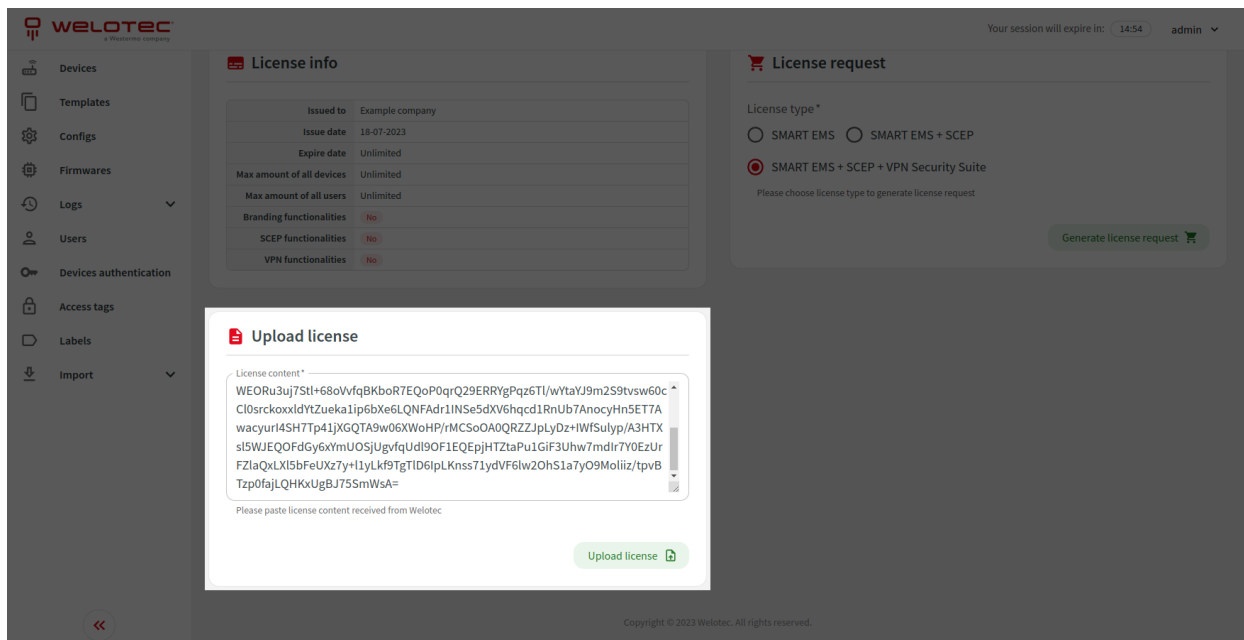 WELOTEC
a Westermo company
Your session will expire in: 14:54 admin
Devices
Templates
Configs
Firmwares
Logs
Users
Devices authentication
Access tags
Labels
Import
License info
Issued to Example company
Issue date 18-07-2023
Expire date Unlimited
Max amount of all devices Unlimited
Max amount of all users Unlimited
Branding functionalities No
SCEP functionalities No
VPN functionalities No
License request
License type*
SMART EMS SMART EMS + SCEP
SMART EMS + SCEP + VPN Security Suite
Please choose license type to generate license request
Generate license request
Upload license
License content*
WEORu3uj7Stl+68oVvfqBKboR7EQoP0qrQ29ERRYgPqz6Tl/wYtaYJ9m2S9tvsw60c
Cl0srckoxxldYtZueka1ip6bXe6LQNFAdr1INSe5dXV6hqcd1RnUb7AnocyHn5ET7A
wacyurI4SH7Tp41jXGQTA9w06XWoHP/rMCSoOA0QRZZJpLyDz+IWfSulyp/A3HTX
sl5WJEQOFdGy6xYmUOSjUgvfqUdl9OF1EQEpjHTZtaPu1GiF3Uhw7mdIr7Y0EzUr
FZlaQxLXl5bFeUXz7y+l1yLkf9TgTlD6IpLKnss71ydVF6lw2OhS1a7yO9Moliiz/tpvB
Tzp0fajLQHKxUgBJ75SmWsA=
Please paste license content received from Welotec
Upload license
Copyright © 2023 Welotec. All rights reserved.